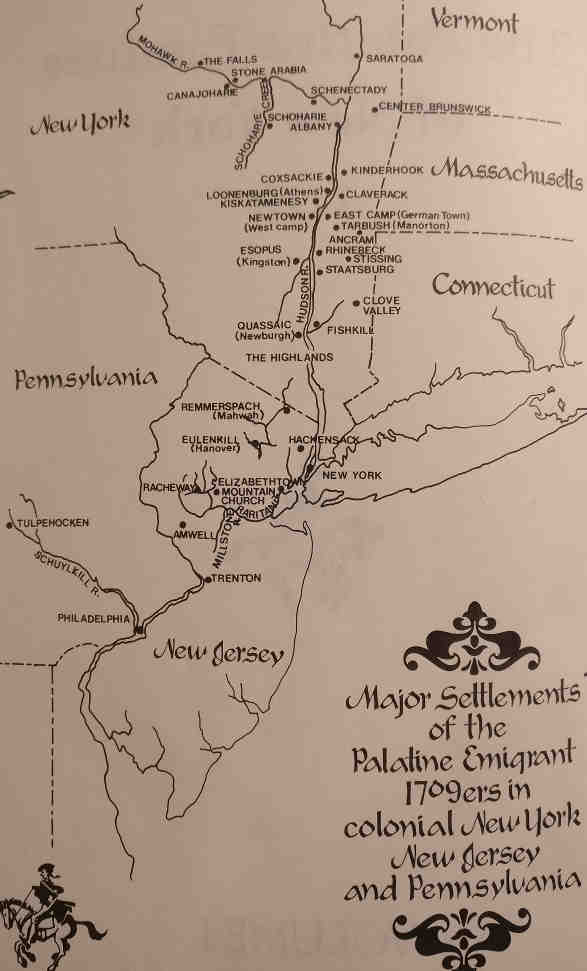 Vermont
MOHAWK R.
THE FALLS
STONE ARABIA
SARATOGA
CANAJOHARIE
SCHENECTADY
CENTER BRUNSWICK
New York
SCHOHARIE CREEK
SCHOHARIE
ALBANY
COXSACKIE
KINDERHOOK
Massachusetts
LOONENBURG (Athens)
CLAVERACK
KISKATAMENESY
NEWTOWN
(West camp)
EAST CAMP (German Town)
TARBUSH (Manorton)
ANCRAM
ESOPUS
(Kingston)
RHINEBECK
STISSING
STAATSBURG
HUDSON R.
Connecticut
CLOVE
VALLEY
QUASSAIC
(Newburgh)
FISHKILL
THE HIGHLANDS
Pennsylvania
REMMERSPACH
(Mahwah)
EULENKILL
(Hanover)
HACKENSACK
NEW YORK
RACHEWAY
ELIZABETHTOWN
MOUNTAIN
CHURCH
RARITAN
MILLSTONE R.
AMWELL
TULPEHOCKEN
SCHUYLKILL R.
TRENTON
PHILADELPHIA
New Jersey
Major Settlements
of the
Palatine Emigrant
1709ers in
colonial New York
New Jersey
and Pennsylvania